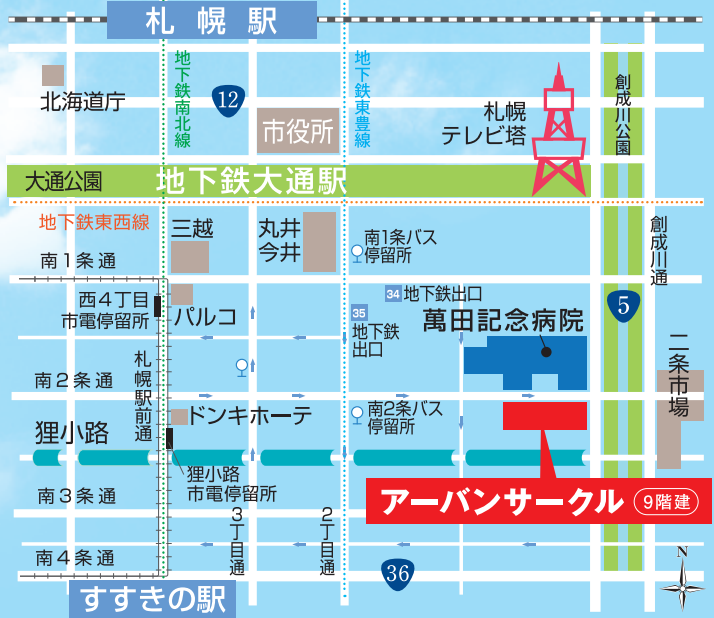 札幌駅
地下鉄南北線
地下鉄東豊線
北海道庁
12
市役所
札幌
テレビ塔
創成川公園
大通公園
地下鉄大通駅
地下鉄東西線
三越
丸井
今井
南1条バス
停留所
創成川通
南1条通
西4丁目
市電停留所
パルコ
34
地下鉄出口
35
地下鉄
出口
萬田記念病院
5
二条市場
札幌駅前通
南2条通
ドンキホーテ
南2条バス
停留所
狸小路
狸小路
市電停留所
アーバンサークル
9階建
南3条通
3丁目通
2丁目通
南4条通
36
N
すすきの駅